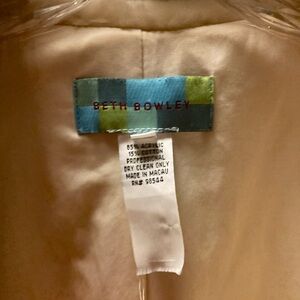 BETH BOWLEY
85% ACRYLIC
15% COTTON
PROFESSIONAL
DRY CLEAN ONLY
MADE IN MACAU
RN# 98544